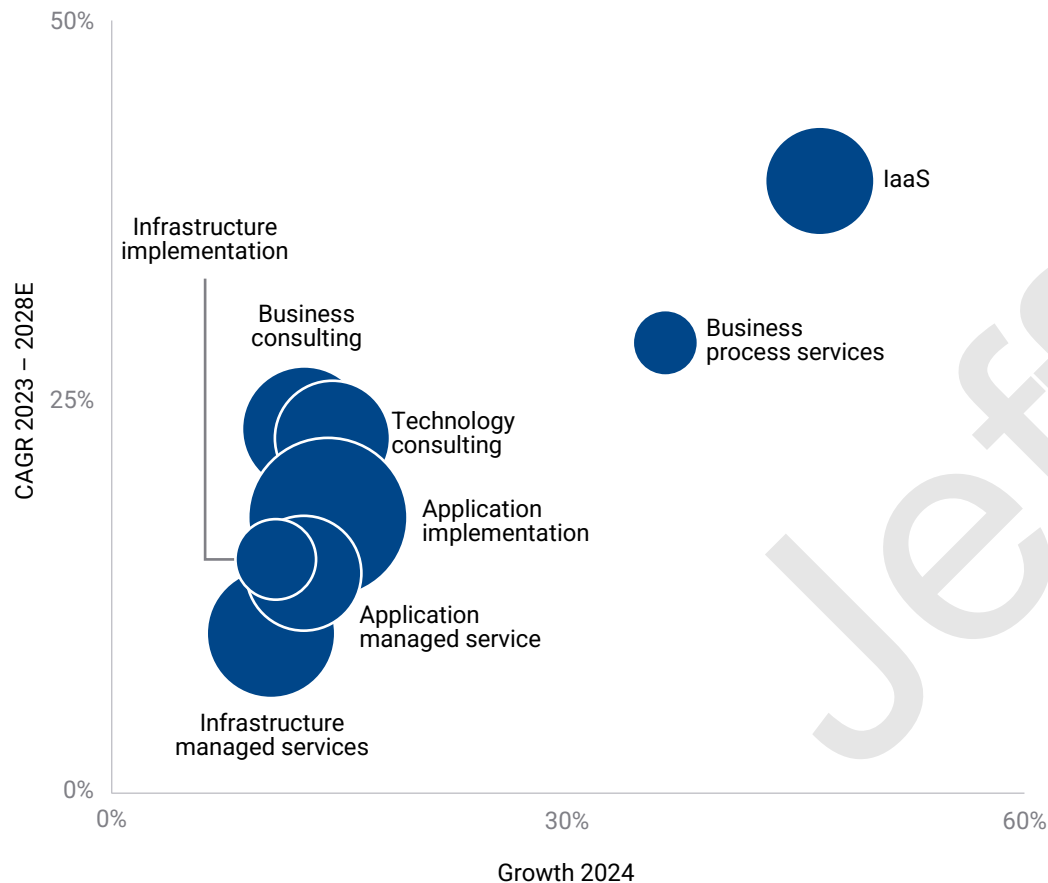 50%
IaaS
Infrastructure
implementation
Business
consulting
Business
process services
CAGR 2023 – 2028E
25%
Technology
consulting
Application
implementation
Application
managed service
Infrastructure
managed services
0%
0%
30%
60%
Growth 2024